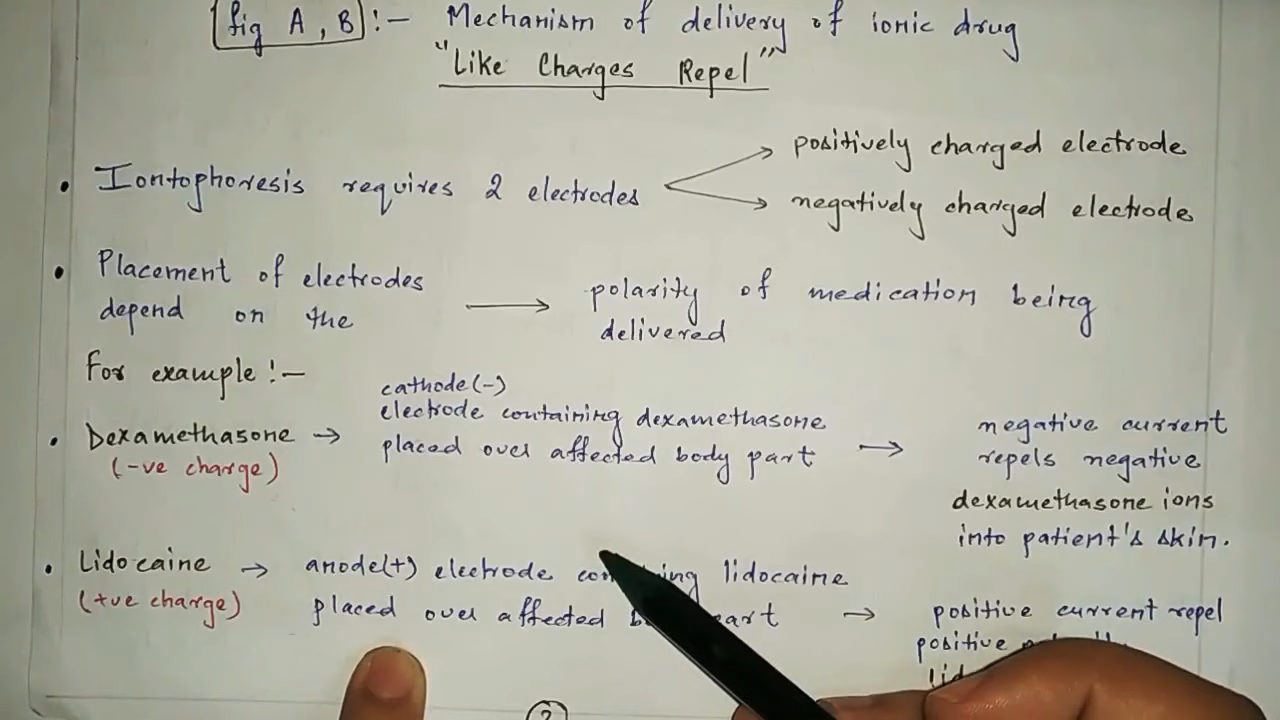 fig A, B :- Mechanism of delivery of ionic drug
"Like Charges Repel"
• Iontophoresis requires 2 electrodes
positively charged electrode
negatively charged electrode
• Placement of electrodes
depend on the
→ polarity of medication being
delivered
For example :-
• Dexamethasone →
(-ve charge)
cathode(-)
electrode containing dexamethasone
placed over affected body part →
negative current
repels negative
dexamethasone ions
into patient's skin.
• Lidocaine →
(+ve charge)
anode(+) electrode lidocaine
placed over affected →
positive current repel
positive
2